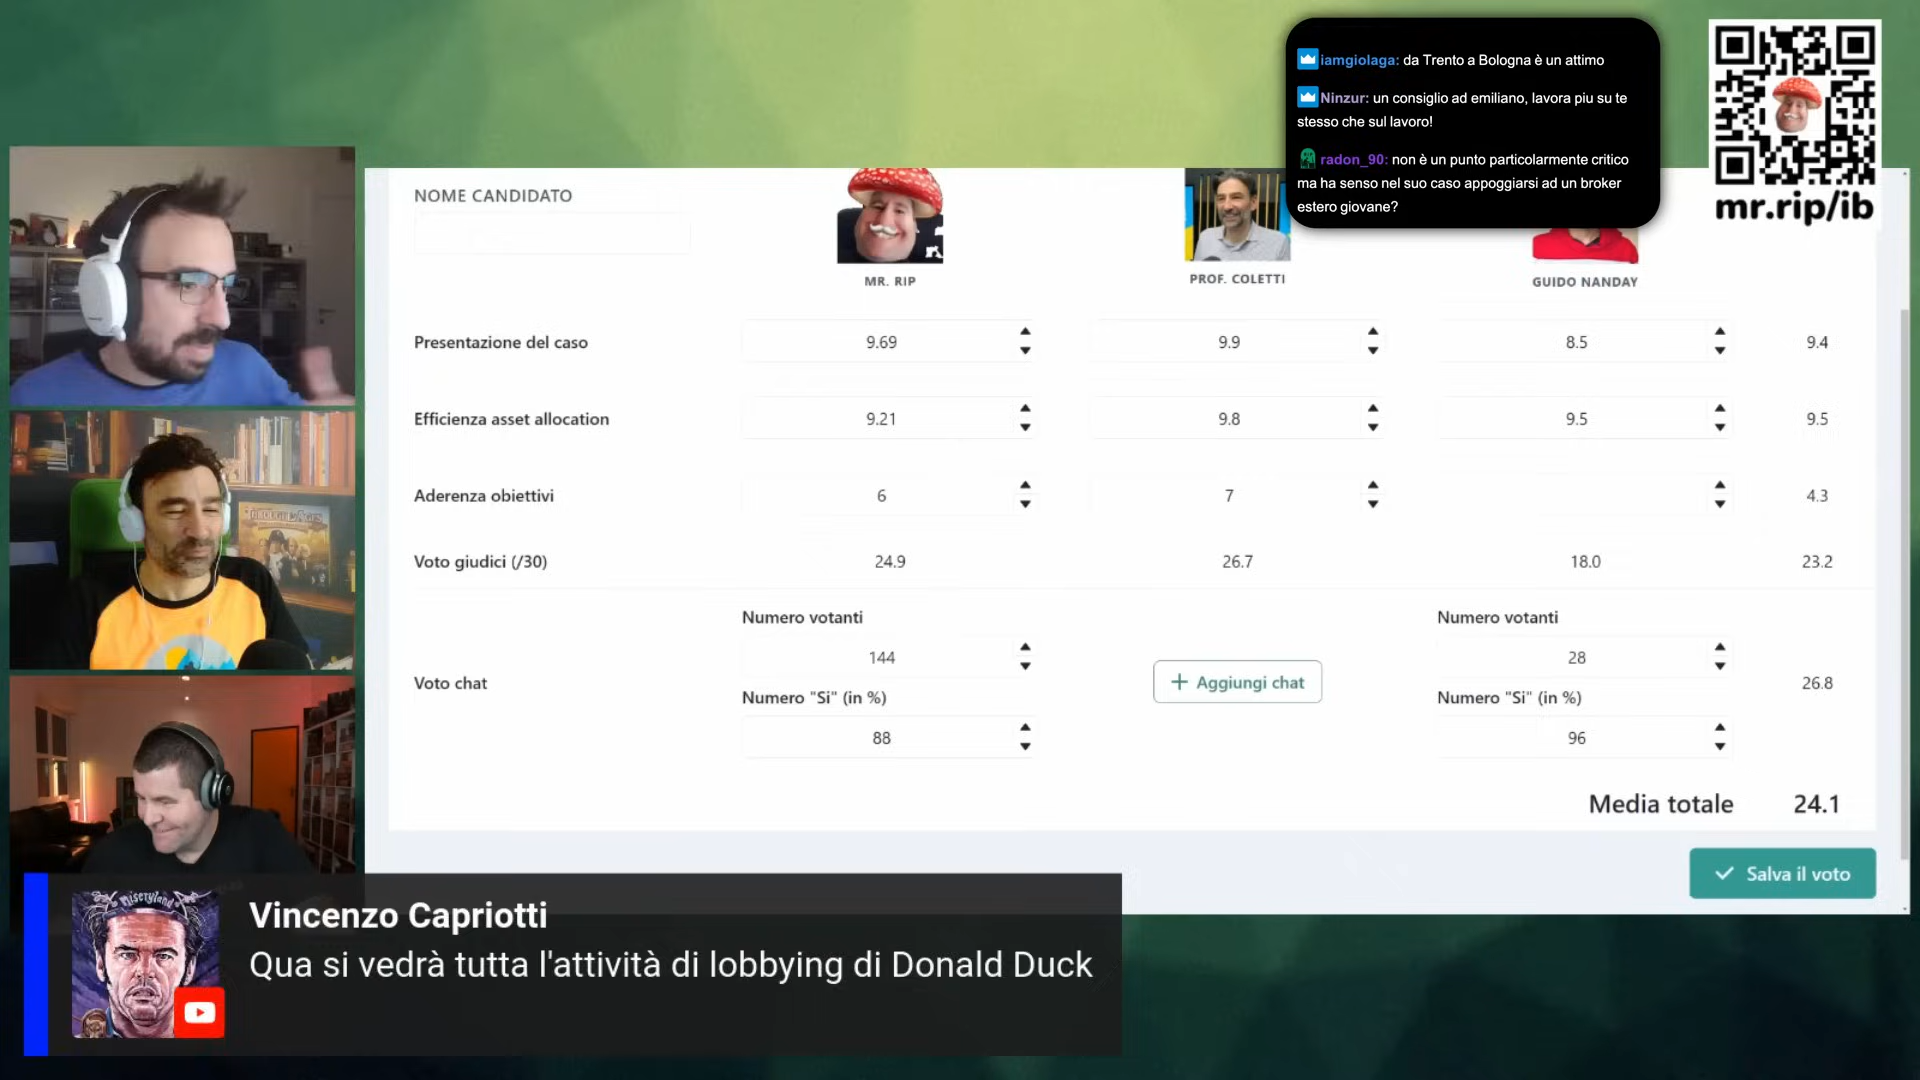 iamgiolaga: da Trento a Bologna è un attimo
Ninzur: un consiglio ad emiliano, lavora piu su te
stesso che sul lavoro!
radon_90: non è un punto particolarmente critico
ma ha senso nel suo caso appoggiarsi ad un broker
estero giovane?
mr.rip/ib
NOME CANDIDATO
MR. RIP
PROF. COLETTI
GUIDO NANDAY
Presentazione del caso 9.69 9.9 8.5 9.4
Efficienza asset allocation 9.21 9.8 9.5 9.5
Aderenza obiettivi 6 7 4.3
Voto giudici (/30) 24.9 26.7 18.0 23.2
Numero votanti Numero votanti
144 28
Voto chat + Aggiungi chat 26.8
Numero "Si" (in %) Numero "Si" (in %)
88 96
Media totale 24.1
Salva il voto
THROUGH THE AGES
Miseryland
Vincenzo Capriotti
Qua si vedrà tutta l'attività di lobbying di Donald Duck